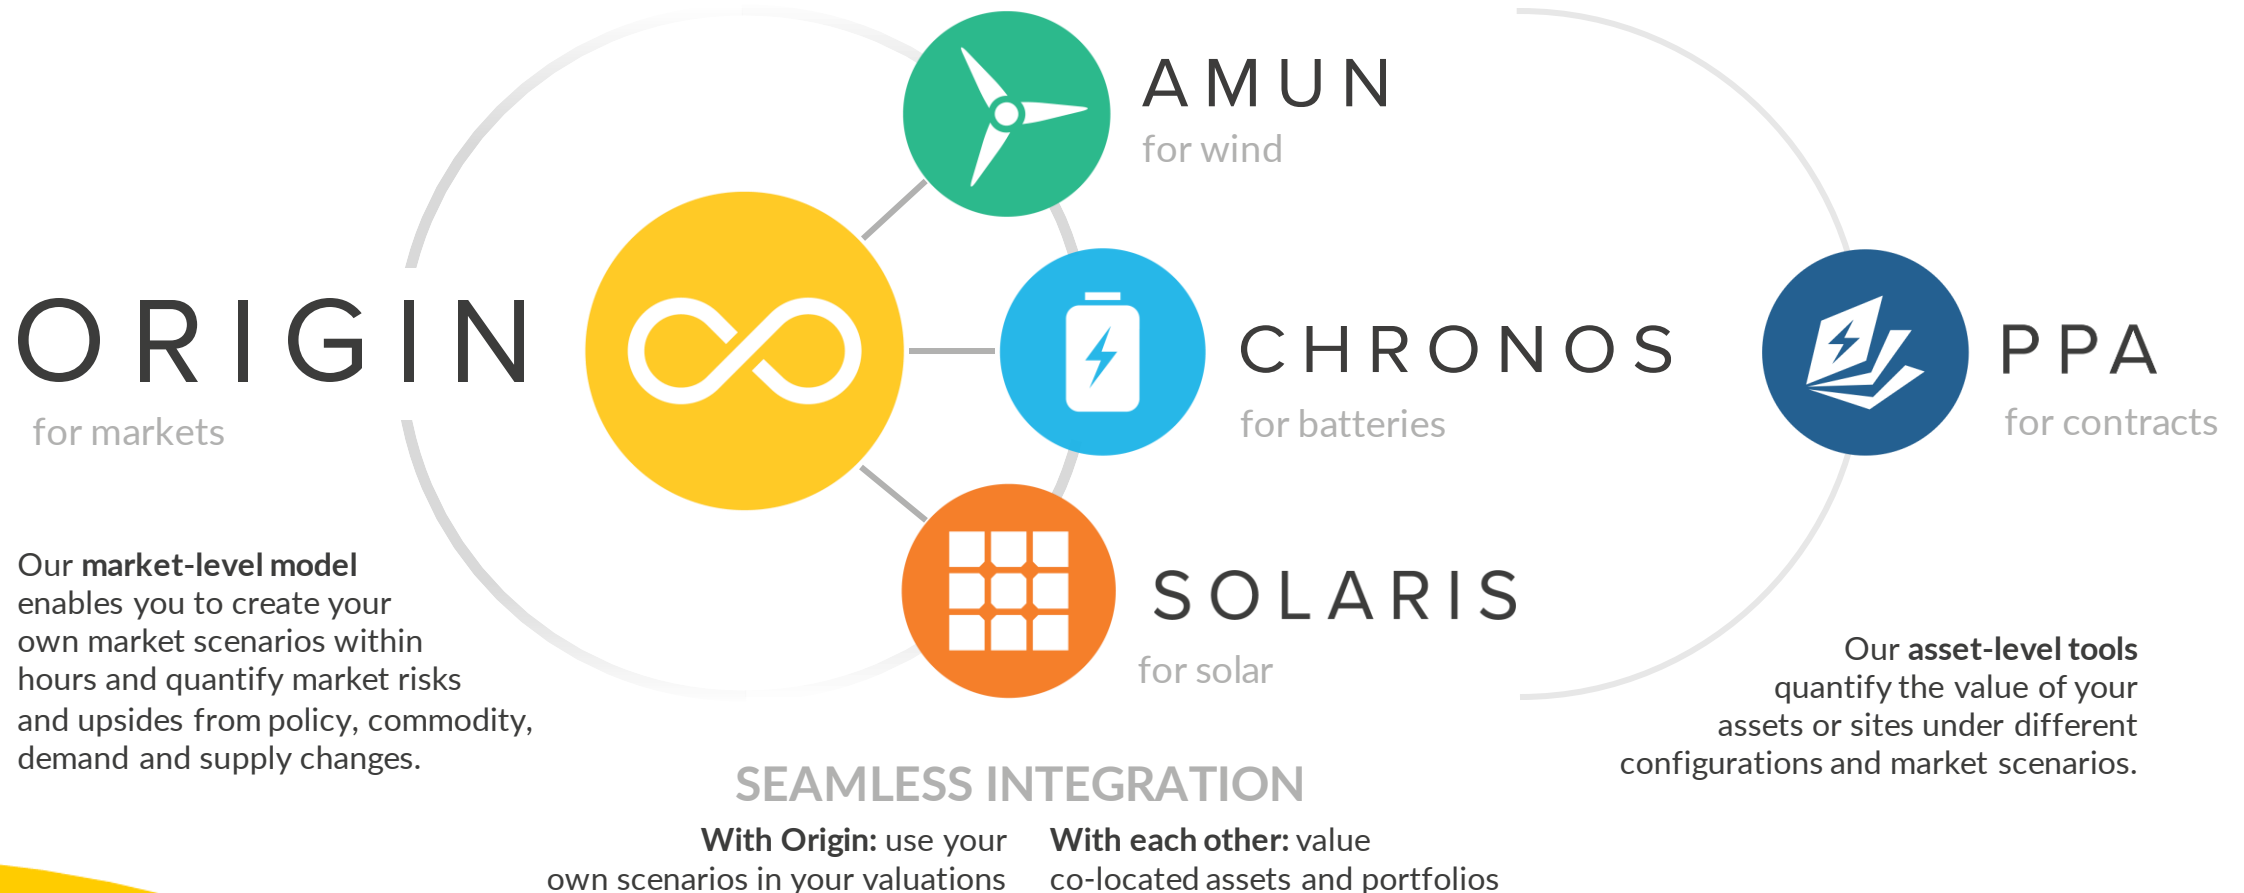 AMUN
for wind
ORIGIN
for markets
CHRONOS
for batteries
PPA
for contracts
SOLARIS
for solar
Our market-level model
enables you to create your
own market scenarios within
hours and quantify market risks
and upsides from policy, commodity,
demand and supply changes.
Our asset-level tools
quantify the value of your
assets or sites under different
configurations and market scenarios.
SEAMLESS INTEGRATION
With Origin: use your
own scenarios in your valuations
With each other: value
co-located assets and portfolios